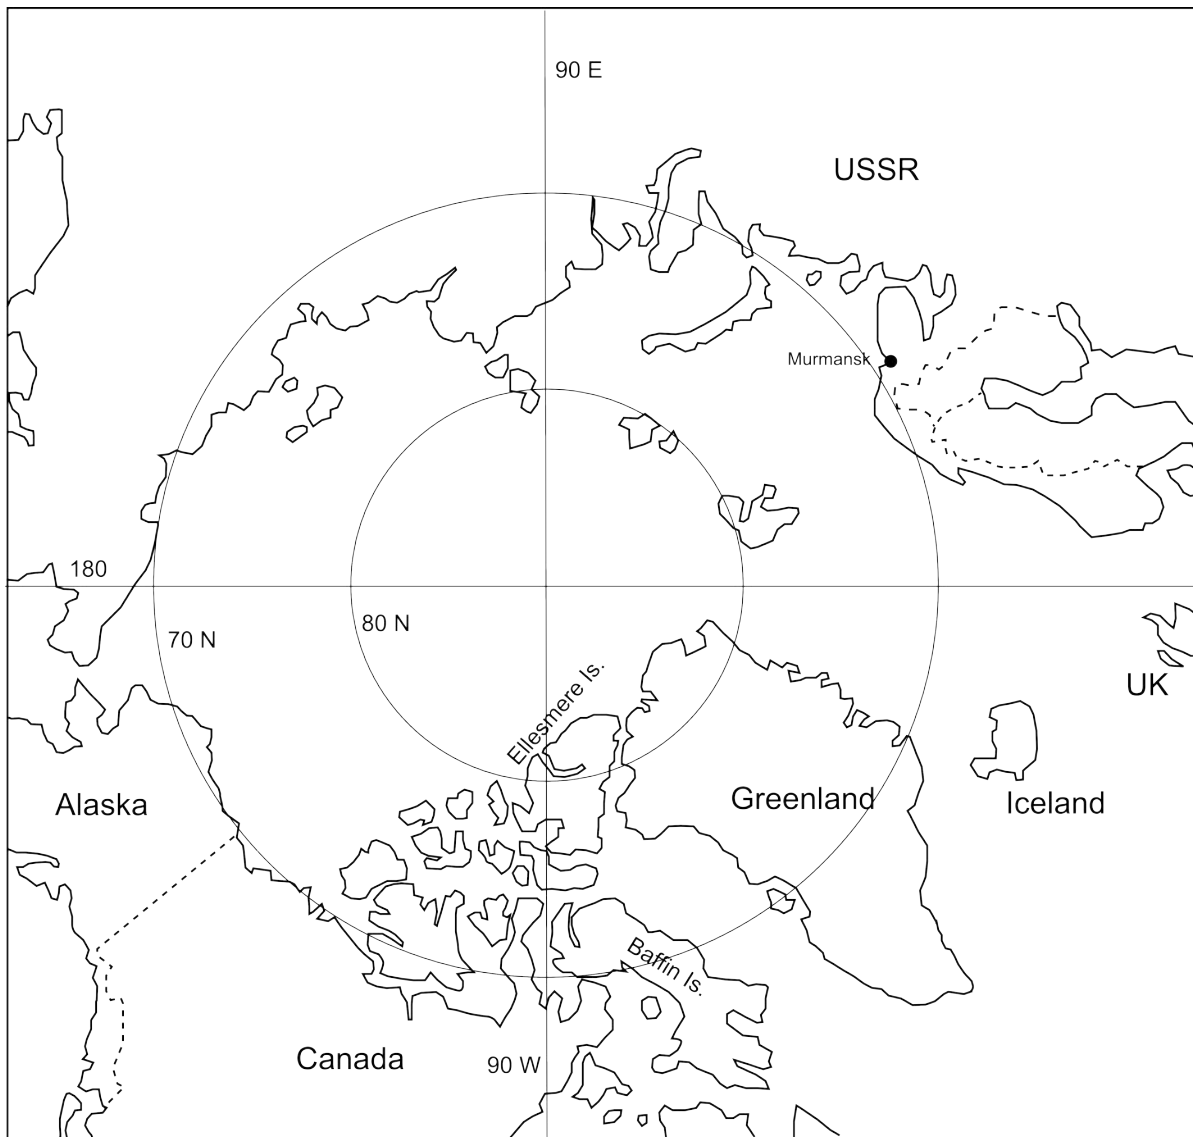 90 E
USSR
Murmansk
180
80 N
70 N
Ellesmere Is.
UK
Alaska
Greenland
Iceland
Baffin Is.
Canada
90 W